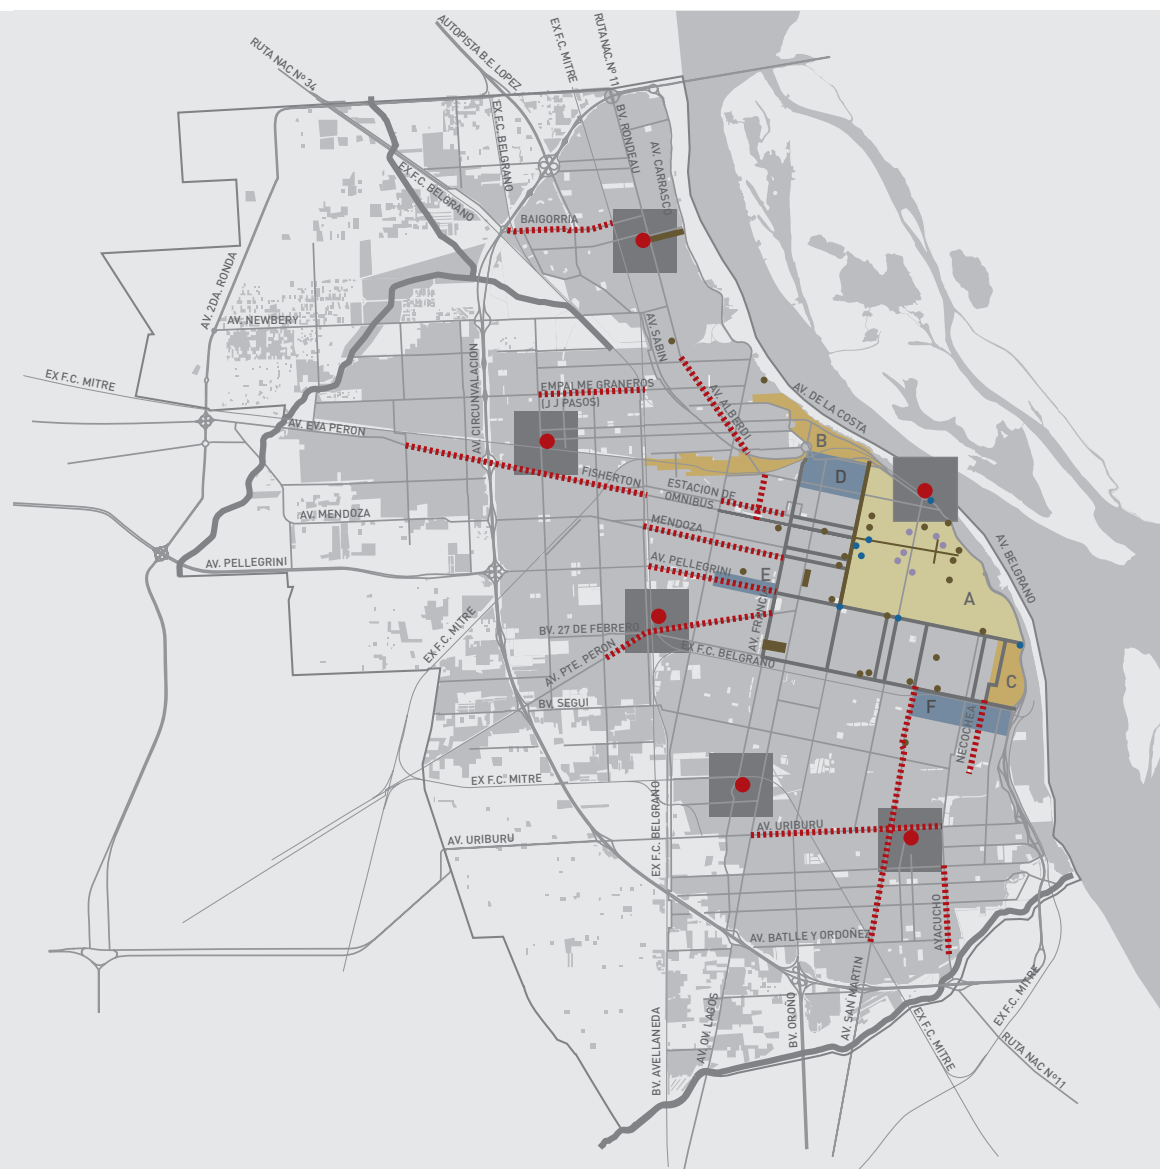 AUTOPISTA B.E. LOPEZ
EX F.C. MITRE
RUTA NAC. Nº 11
RUTA NAC Nº 34
EX F.C. BELGRANO
BV. RONDEAU
AV. CARRASCO
EX F.C. BELGRANO
BAIGORRIA
AV. 2DA. RONDA
AV. NEWBERY
AV. SABIN
EX F.C. MITRE
AV. CIRCUNVALACION
EMPALME GRANEROS
(J J PASOS)
AV. ALBERDI
AV. DE LA COSTA
AV. EVA PERON
B
FISHERTON
ESTACION DE
OMNIBUS
D
AV. MENDOZA
MENDOZA
AV. PELLEGRINI
AV. PELLEGRINI
E
A
AV. BELGRANO
EX F.C. MITRE
BV. 27 DE FEBRERO
AV. FRANCI
EX F.C. BELGRANO
AV. PTE. PERON
C
BV. SEGUI
F
NECOCHEA
EX F.C. MITRE
EX F.C. BELGRANO
AV. URIBURU
AV. URIBURU
AYACUCHO
AV. BATLLE Y ORDOÑEZ
BV. AVELLANEDA
AV. OV. LAGOS
BV. OROÑO
AV. SAN MARTIN
EX F.C. MITRE
EX F.C. MITRE
RUTA NAC Nº11